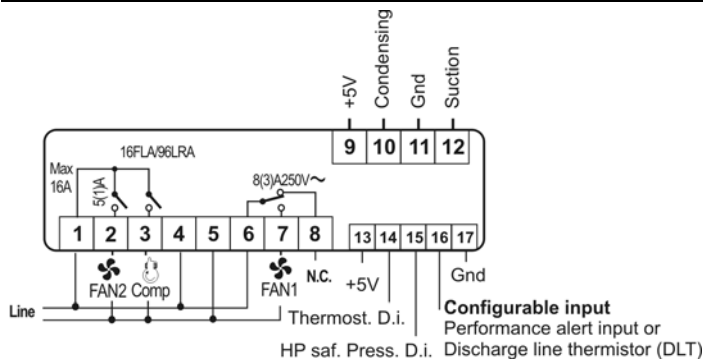 +5V
Condensing
Gnd
Suction
9 10 11 12
16FLA/96LRA
Max
16A
5(1)A
8(3)A250V~
1 2 3 4 5 6 7 8
13 14 15 16 17
FAN2 Comp
FAN1
N.C.
+5V
Gnd
Line
Thermost. D.i.
Configurable input
Performance alert input or
HP saf. Press. D.i.
Discharge line thermistor (DLT)